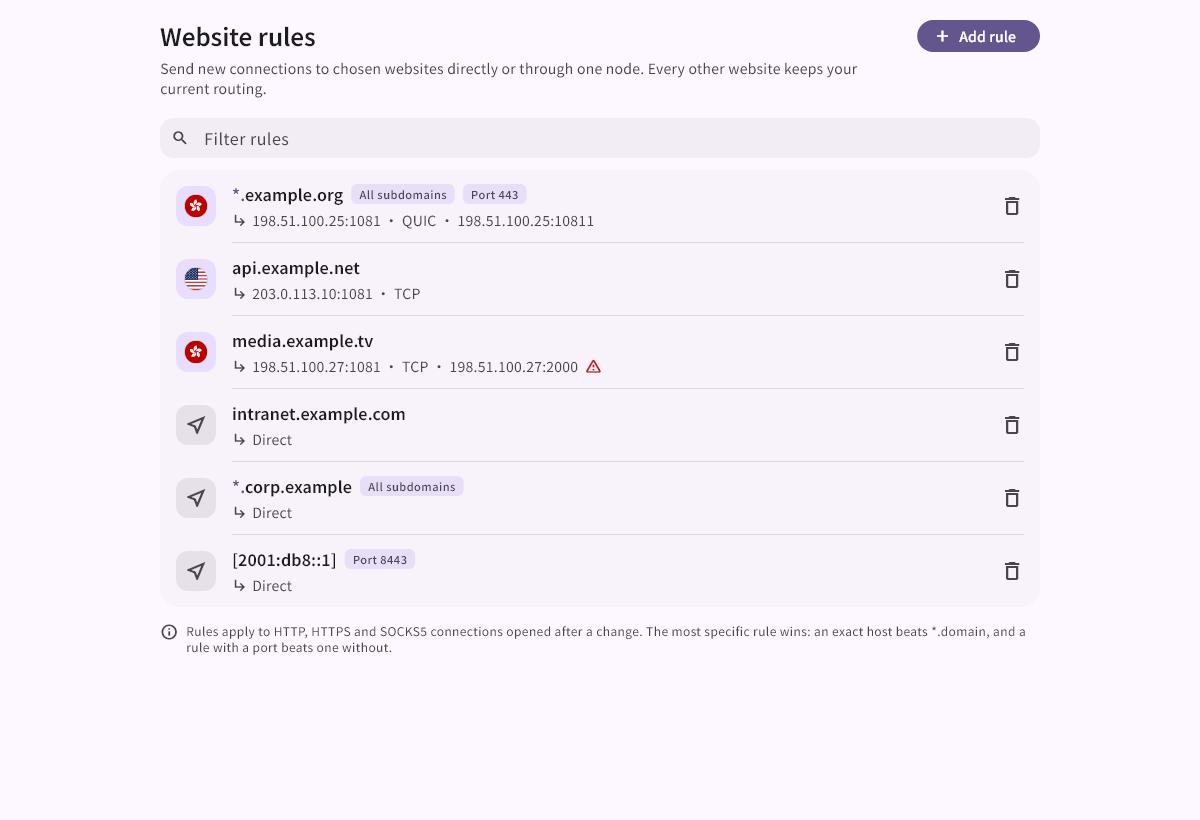 Website rules
Add rule
Send new connections to chosen websites directly or through one node. Every other website keeps your
current routing.
Filter rules
*.example.org All subdomains Port 443
198.51.100.25:1081 • QUIC • 198.51.100.25:10811
api.example.net
203.0.113.10:1081 • TCP
media.example.tv
198.51.100.27:1081 • TCP • 198.51.100.27:2000
intranet.example.com
Direct
*.corp.example All subdomains
Direct
[2001:db8::1] Port 8443
Direct
Rules apply to HTTP, HTTPS and SOCKS5 connections opened after a change. The most specific rule wins: an exact host beats *.domain, and a
rule with a port beats one without.